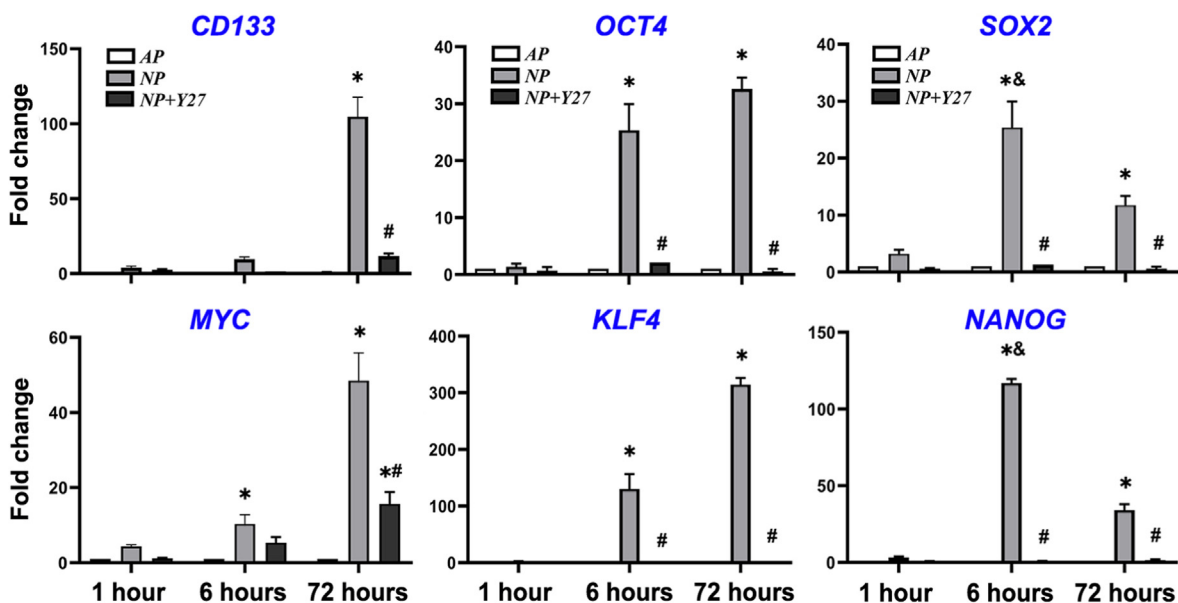 CD133
OCT4
SOX2
Fold change
150
100
50
0
AP
NP
NP+Y27
*
#
40
30
20
10
0
AP
NP
NP+Y27
*
*
#
#
40
30
20
10
0
AP
NP
NP+Y27
*&
*
#
#
MYC
KLF4
NANOG
Fold change
60
40
20
0
*
*
*#
400
300
200
100
0
*
*
#
#
150
100
50
0
*&
*
#
#
1 hour 6 hours 72 hours
1 hour 6 hours 72 hours
1 hour 6 hours 72 hours